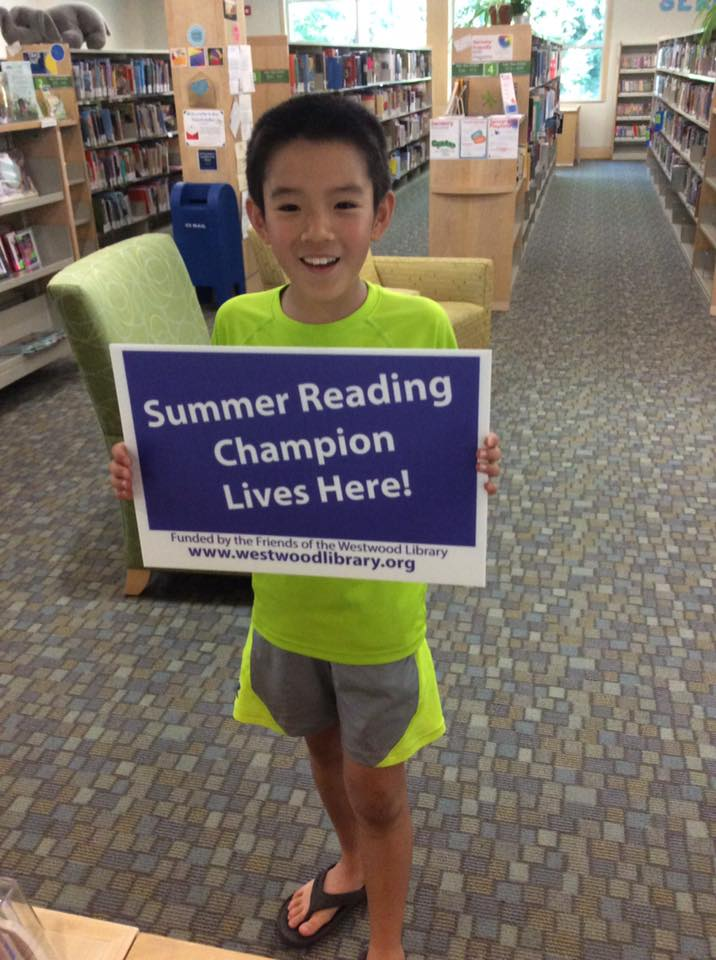 US MAIL
Summer Reading
Champion
Lives Here!
Funded by the Friends of the Westwood Library
www.westwoodlibrary.org